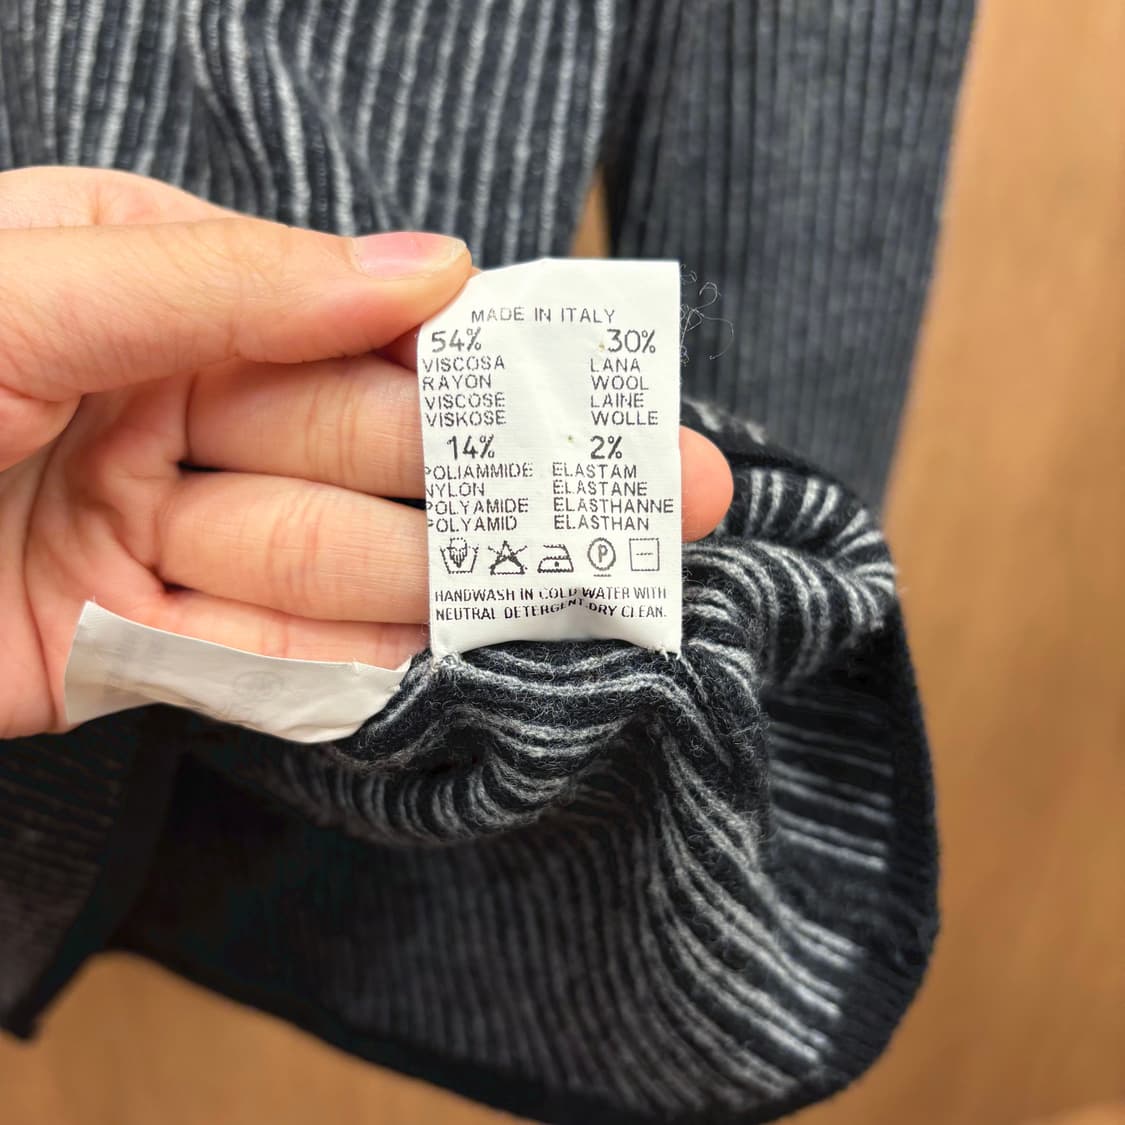 MADE IN ITALY
54% 30%
VISCOSA LANA
RAYON WOOL
VISCOSE LAINE
VISKOSE WOLLE
14% 2%
POLIAMMIDE ELASTAM
NYLON ELASTANE
POLYAMIDE ELASTHANNE
POLYAMID ELASTHAN
P
HANDWASH IN COLD WATER WITH
NEUTRAL DETERGENT.DRY CLEAN.